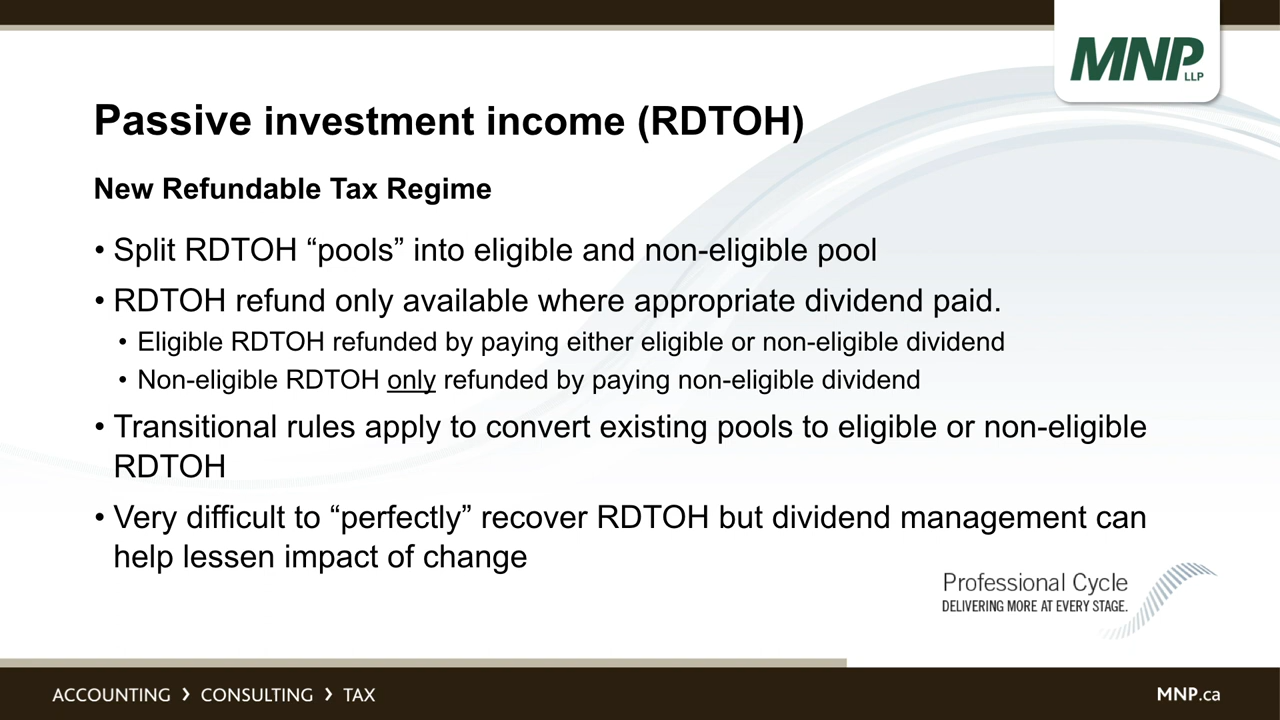 MNP
LLP
Passive investment income (RDTOH)
New Refundable Tax Regime
• Split RDTOH “pools” into eligible and non-eligible pool
• RDTOH refund only available where appropriate dividend paid.
• Eligible RDTOH refunded by paying either eligible or non-eligible dividend
• Non-eligible RDTOH only refunded by paying non-eligible dividend
• Transitional rules apply to convert existing pools to eligible or non-eligible
RDTOH
• Very difficult to “perfectly” recover RDTOH but dividend management can
help lessen impact of change
Professional Cycle
DELIVERING MORE AT EVERY STAGE.
ACCOUNTING › CONSULTING › TAX
MNP.ca